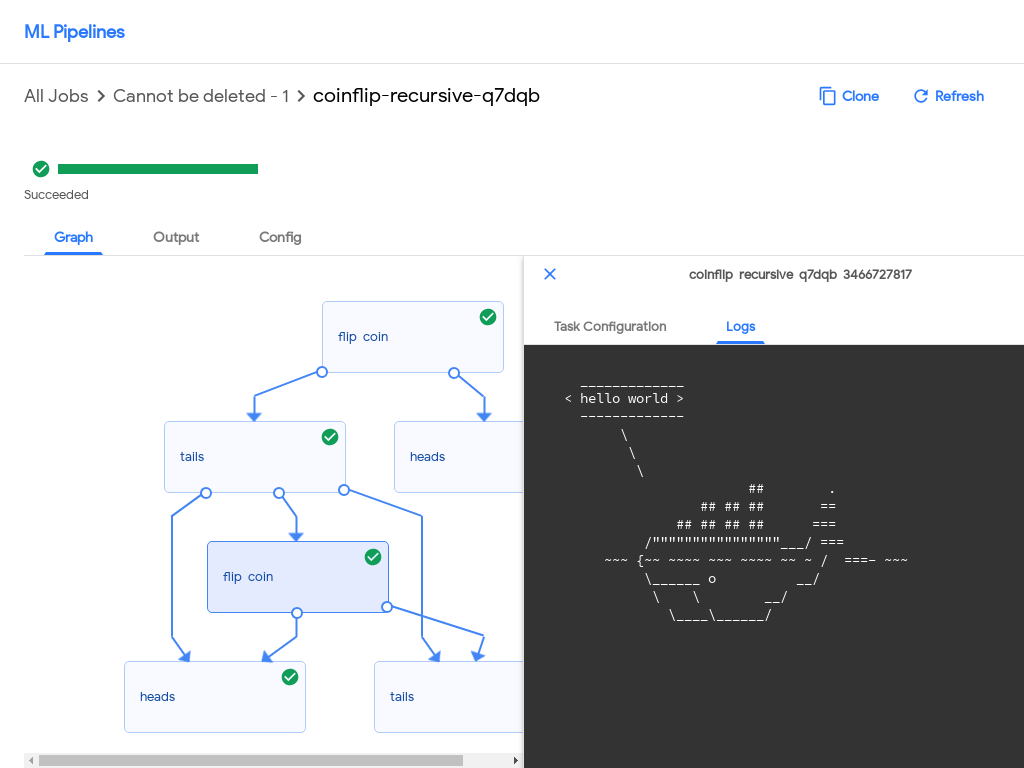 ML Pipelines
All Jobs > Cannot be deleted - 1 > coinflip-recursive-q7dqb
Clone
Refresh
Succeeded
Graph
Output
Config
flip coin
tails
heads
flip coin
heads
tails
coinflip recursive q7dqb 3466727817
Task Configuration
Logs
   _____________
 < hello world >
   -------------
        \
         \
          \
                        ##        .
                  ## ## ##       ==
               ## ## ## ##      ===
           /""""""""""""""""___/ ===
      ~~~ {~~ ~~~~ ~~~ ~~~~ ~~ ~ /  ===- ~~~
           \______ o          __/
            \    \        __/
              \____\______/